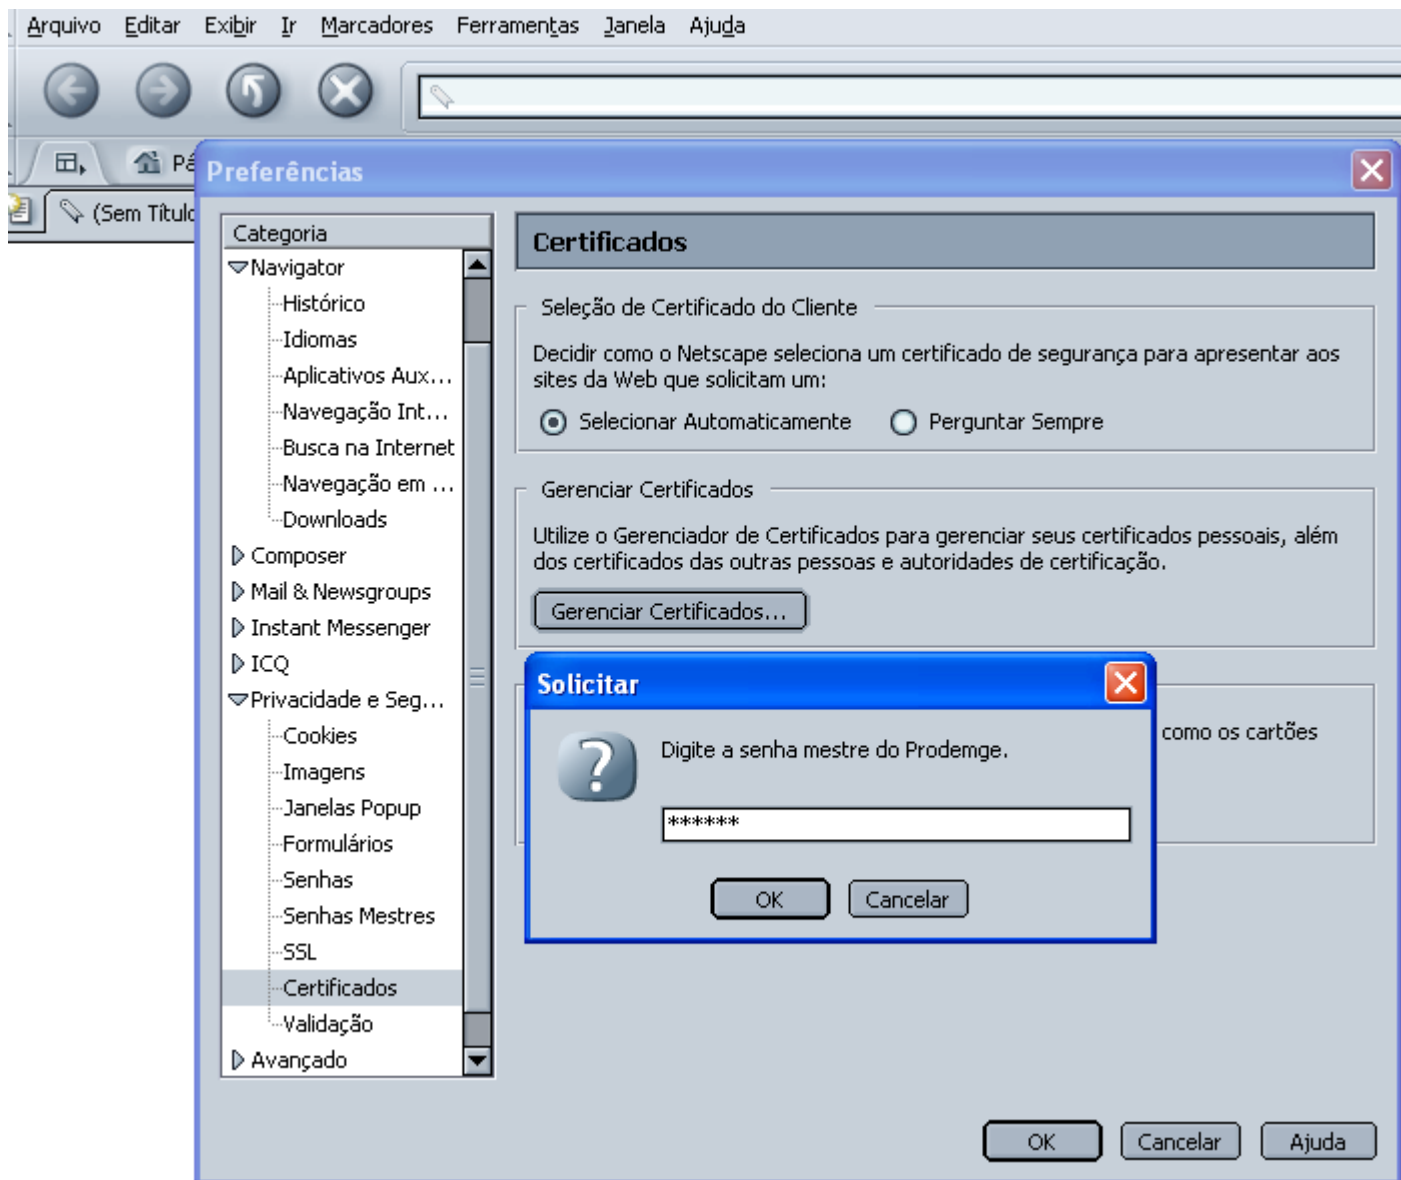 Arquivo Editar Exibir Ir Marcadores Ferramentas Janela Ajuda
Pá
(Sem Título
Preferências
Categoria
Navigator
Histórico
Idiomas
Aplicativos Aux...
Navegação Int...
Busca na Internet
Navegação em ...
Downloads
Composer
Mail & Newsgroups
Instant Messenger
ICQ
Privacidade e Seg...
Cookies
Imagens
Janelas Popup
Formulários
Senhas
Senhas Mestres
SSL
Certificados
Validação
Avançado
Certificados
Seleção de Certificado do Cliente
Decidir como o Netscape seleciona um certificado de segurança para apresentar aos
sites da Web que solicitam um:
Selecionar Automaticamente Perguntar Sempre
Gerenciar Certificados
Utilize o Gerenciador de Certificados para gerenciar seus certificados pessoais, além
dos certificados das outras pessoas e autoridades de certificação.
Gerenciar Certificados...
como os cartões
Solicitar
Digite a senha mestre do Prodemge.
******
OK Cancelar
OK Cancelar Ajuda